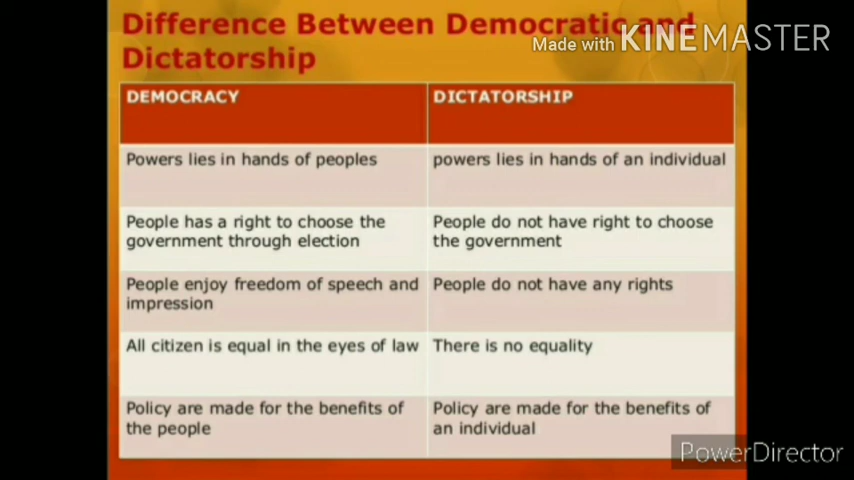 Difference Between Democratic and
Dictatorship
Made with KINEMASTER
DEMOCRACY
DICTATORSHIP
Powers lies in hands of peoples
powers lies in hands of an individual
People has a right to choose the
government through election
People do not have right to choose
the government
People enjoy freedom of speech and
impression
People do not have any rights
All citizen is equal in the eyes of law
There is no equality
Policy are made for the benefits of
the people
Policy are made for the benefits of
an individual
PowerDirector